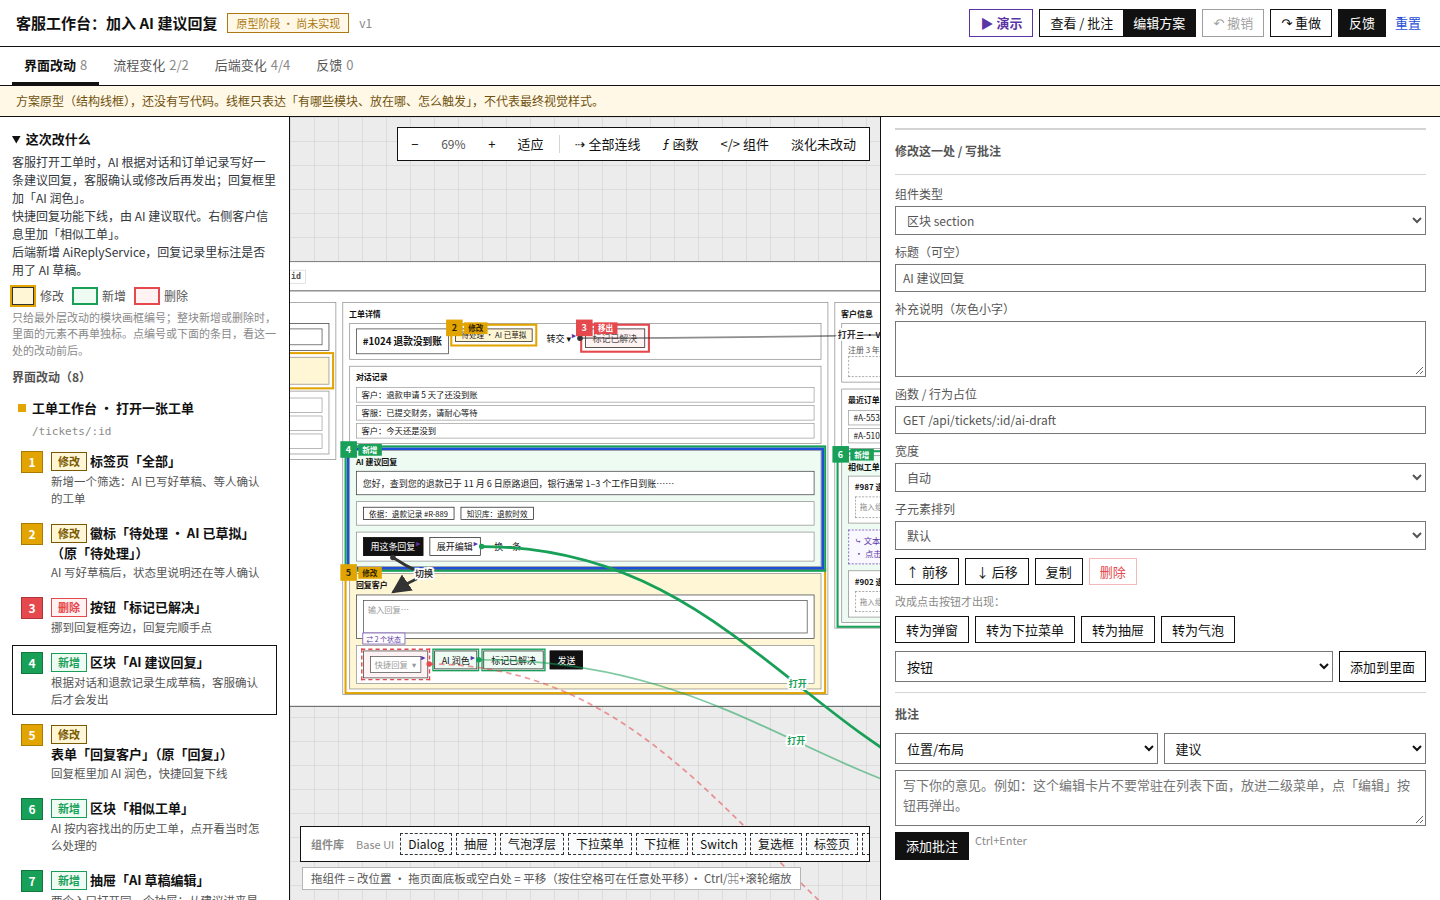 客服工作台：加入 AI 建议回复
原型阶段 · 尚未实现
v1
▶ 演示
查看 / 批注
编辑方案
↶ 撤销
↷ 重做
反馈
重置
界面改动 8
流程变化 2/2
后端变化 4/4
反馈 0
方案原型（结构线框），还没有写代码。线框只表达「有哪些模块、放在哪、怎么触发」，不代表最终视觉样式。
▼ 这次改什么
客服打开工单时，AI 根据对话和订单记录写好一
条建议回复，客服确认或修改后再发出；回复框里
加「AI 润色」。
快捷回复功能下线，由 AI 建议取代。右侧客户信
息里加「相似工单」。
后端新增 AiReplyService，回复记录里标注是否
用了 AI 草稿。
修改
新增
删除
只给最外层改动的模块画框编号；整块新增或删除时，
里面的元素不再单独标。点编号或下面的条目，看这一
处的改动前后。
界面改动（8）
工单工作台 · 打开一张工单
/tickets/:id
1
修改 标签页「全部」
新增一个筛选：AI 已写好草稿、等人确认
的工单
2
修改 徽标「待处理 · AI 已草拟」
（原「待处理」）
AI 写好草稿后，状态里说明还在等人确认
3
删除 按钮「标记已解决」
挪到回复框旁边，回复完顺手点
4
新增 区块「AI 建议回复」
根据对话和退款记录生成草稿，客服确认
后才会发出
5
修改
表单「回复客户」（原「回复」）
回复框里加 AI 润色，快捷回复下线
6
新增 区块「相似工单」
AI 按内容找出的历史工单，点开看当时怎
么处理的
7
新增 抽屉「AI 草稿编辑」
− 69% + 适应
⇢ 全部连线
ƒ 函数
</> 组件
淡化未改动
id
工单详情
#1024 退款没到账
2 修改
待处理 · AI 已草拟
转交 ▾
3 移出
标记已解决
对话记录
客户：退款申请 5 天了还没到账
客服：已提交财务，请耐心等待
客户：今天还是没到
4 新增
AI 建议回复
您好，查到您的退款已于 11 月 6 日原路退回，银行通常 1–3 个工作日到账……
依据：退款记录 #R-889
知识库：退款时效
用这条回复
展开编辑
换一条
切换
5 修改
回复客户
输入回复…
⇄ 2 个状态
快捷回复 ▾
AI 润色
标记已解决
发送
客户信息
注册 3 年
最近订单
#A-553
#A-510
6 新增
相似工单
#987 退
拖入组
⤷ 文本
· 点击
#902 退
拖入组
打开
打开
组件库
Base UI
Dialog
抽屉
气泡浮层
下拉菜单
下拉框
Switch
复选框
标签页
拖组件 = 改位置 · 拖页面底板或空白处 = 平移（按住空格可在任意处平移）· Ctrl/⌘+滚轮缩放
修改这一处 / 写批注
组件类型
区块 section
标题（可空）
AI 建议回复
补充说明（灰色小字）
函数 / 行为占位
GET /api/tickets/:id/ai-draft
宽度
自动
子元素排列
默认
↑ 前移
↓ 后移
复制
删除
改成点击按钮才出现：
转为弹窗
转为下拉菜单
转为抽屉
转为气泡
按钮
添加到里面
批注
位置/布局
建议
写下你的意见。例如：这个编辑卡片不要常驻在列表下面，放进二级菜单，点「编辑」按
钮再弹出。
添加批注
Ctrl+Enter